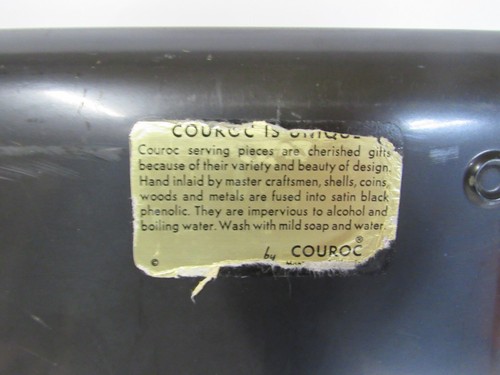 COUROC IS UNIQUE
Couroc serving pieces are cherished gifts
because of their variety and beauty of design.
Hand inlaid by master craftsmen, shells, coins,
woods and metals are fused into satin black
phenolic. They are impervious to alcohol and
boiling water. Wash with mild soap and water
by COUROC®
©